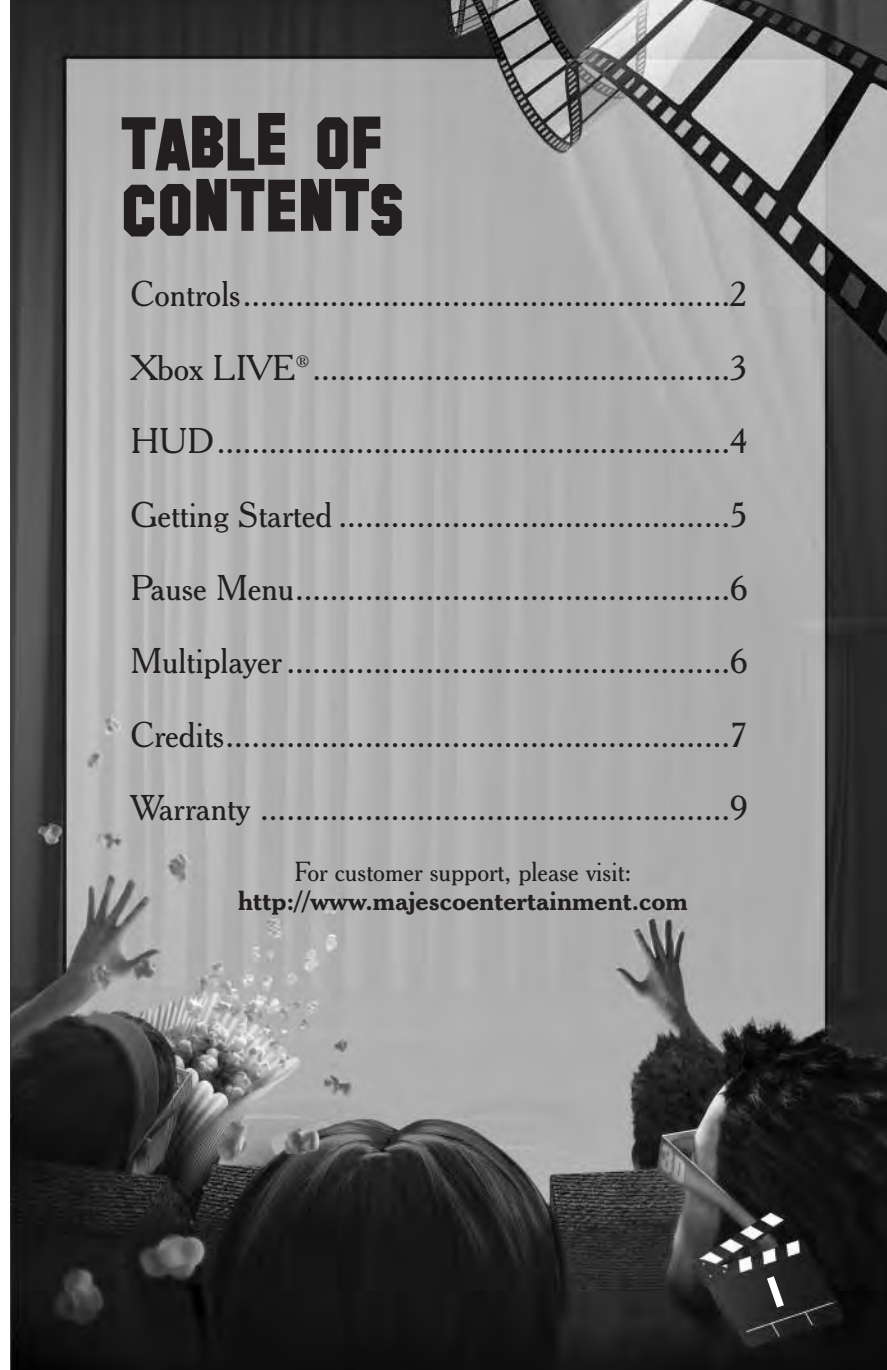 TABLE OF
CONTENTS
Controls........................................................2
Xbox LIVE®................................................3
HUD...........................................................4
Getting Started .............................................5
Pause Menu..................................................6
Multiplayer...................................................6
Credits..........................................................7
Warranty ......................................................9
For customer support, please visit:
http://www.majescoentertainment.com
1